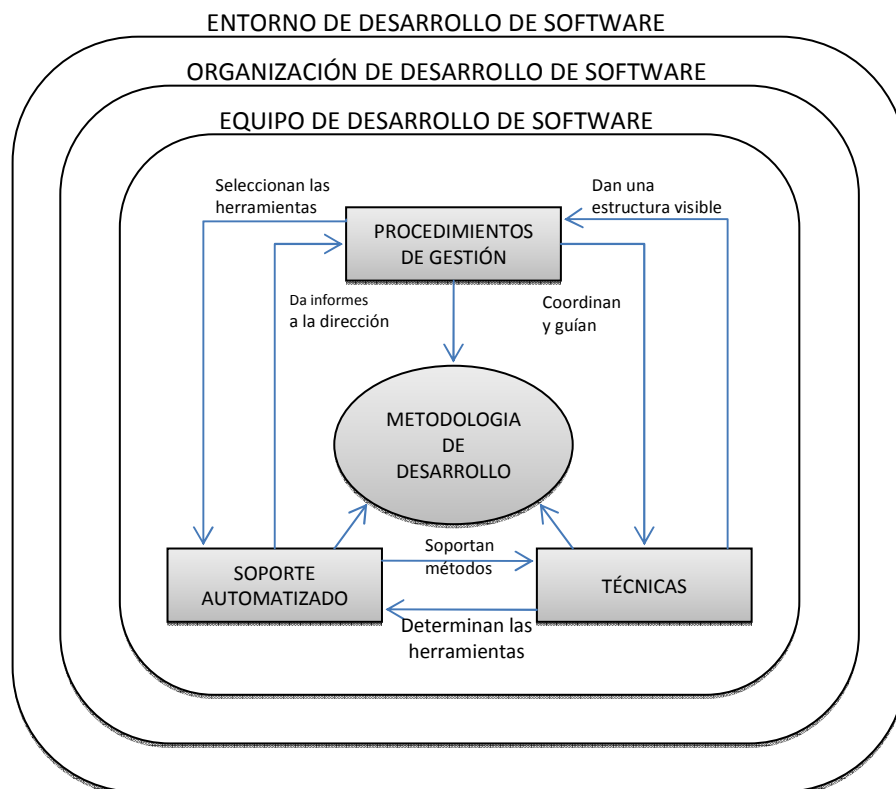 ENTORNO DE DESARROLLO DE SOFTWARE
ORGANIZACIÓN DE DESARROLLO DE SOFTWARE
EQUIPO DE DESARROLLO DE SOFTWARE
Seleccionan las
herramientas
Dan una
estructura visible
PROCEDIMIENTOS
DE GESTIÓN
Da informes
a la dirección
Coordinan
y guían
METODOLOGIA
DE
DESARROLLO
Soportan
métodos
SOPORTE
AUTOMATIZADO
TÉCNICAS
Determinan las
herramientas